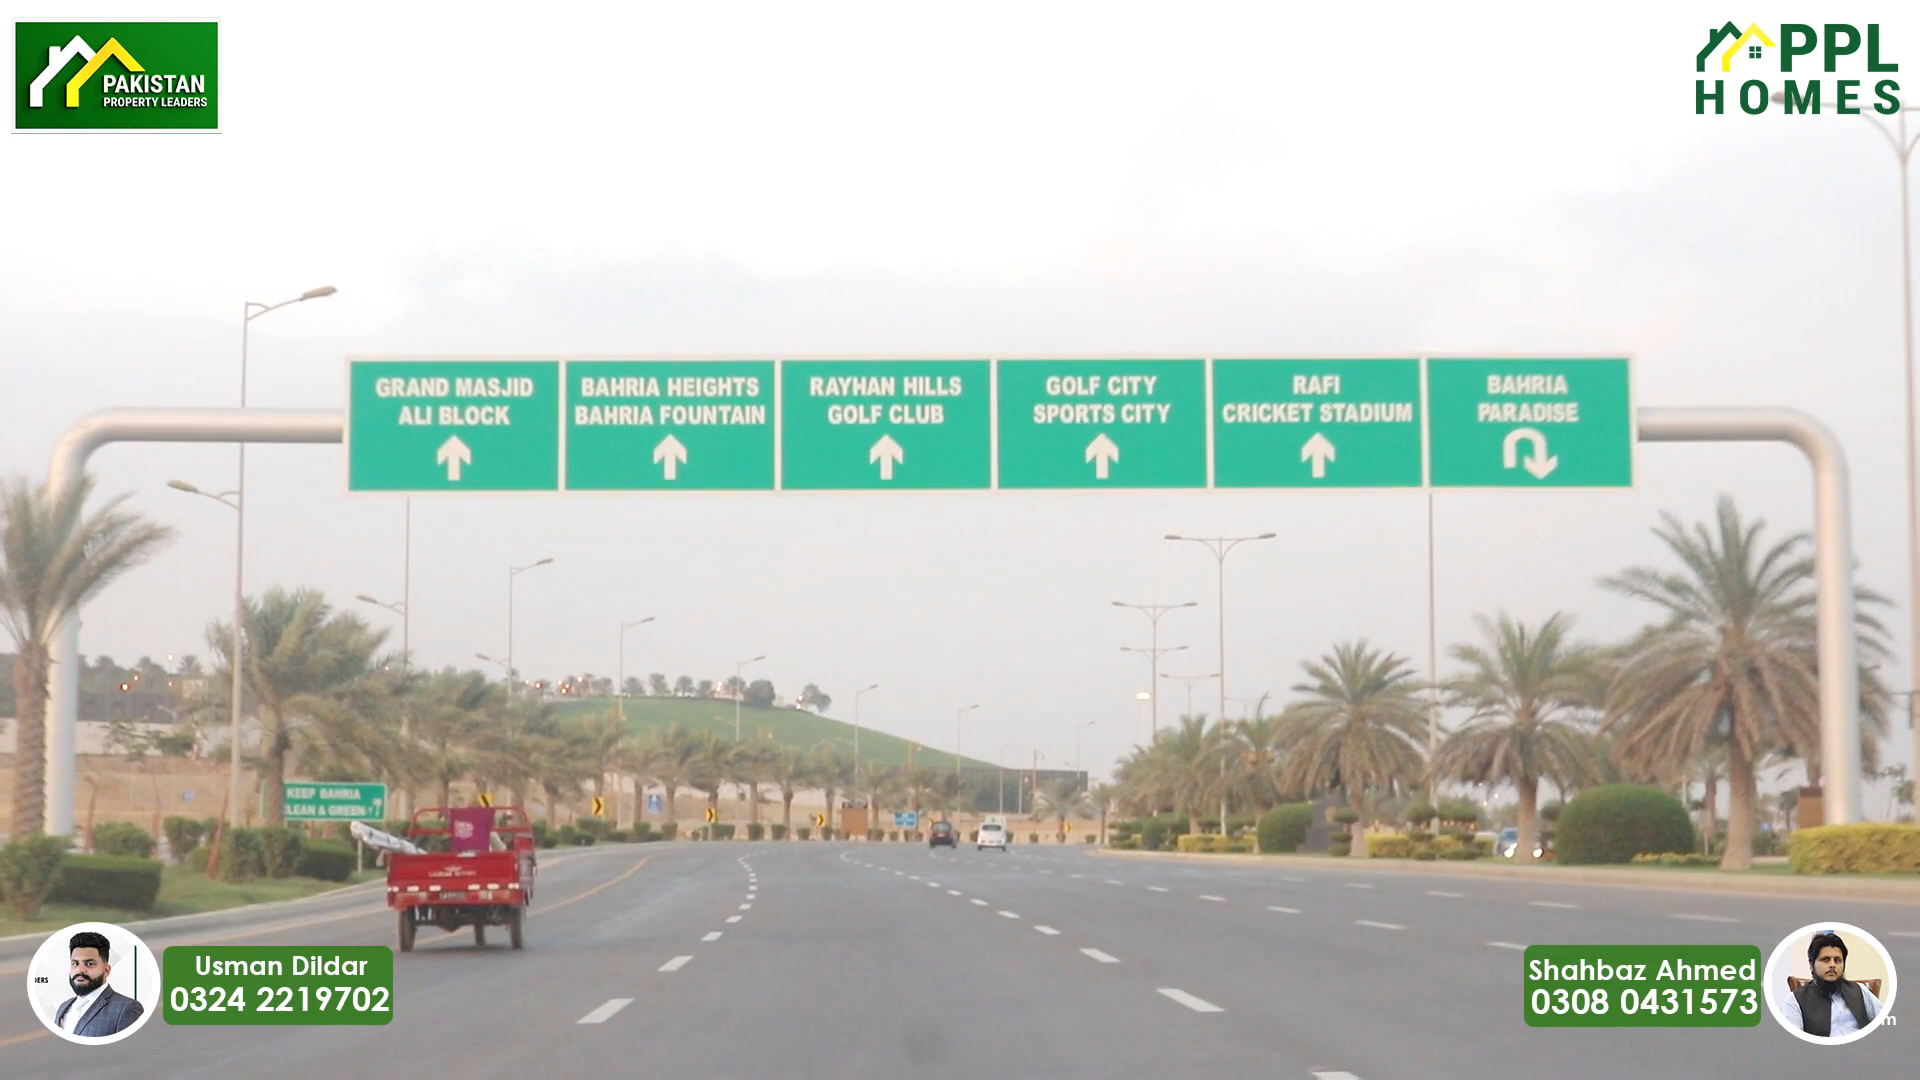 PAKISTAN
PROPERTY LEADERS
PPL
HOMES
GRAND MASJID
ALI BLOCK
BAHRIA HEIGHTS
BAHRIA FOUNTAIN
RAYHAN HILLS
GOLF CLUB
GOLF CITY
SPORTS CITY
RAFI
CRICKET STADIUM
BAHRIA
PARADISE
KEEP BAHRIA
CLEAN & GREEN
Usman Dildar
0324 2219702
Shahbaz Ahmed
0308 0431573